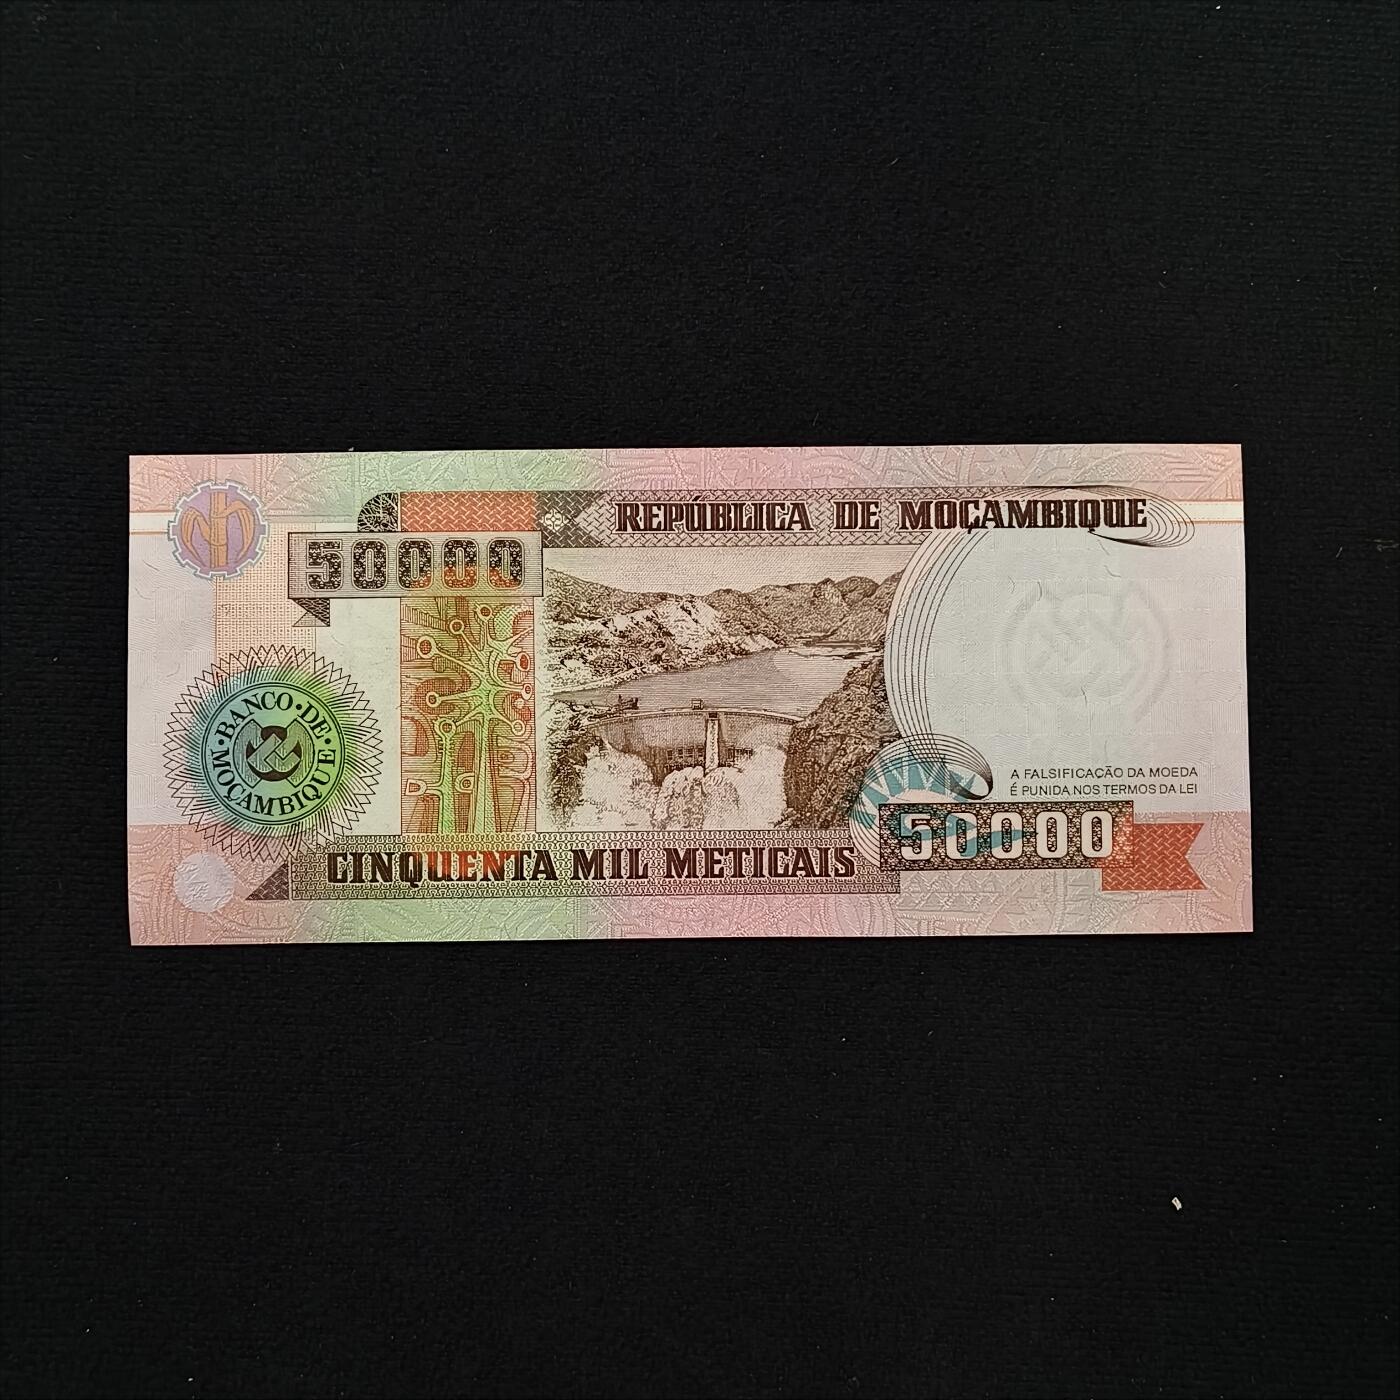 REPÚBLICA DE MOÇAMBIQUE
50000
BANCO·DE·
MOÇAMBIQUE
A FALSIFICAÇÃO DA MOEDA
É PUNIDA NOS TERMOS DA LEI
50000
CINQUENTA MIL METICAIS